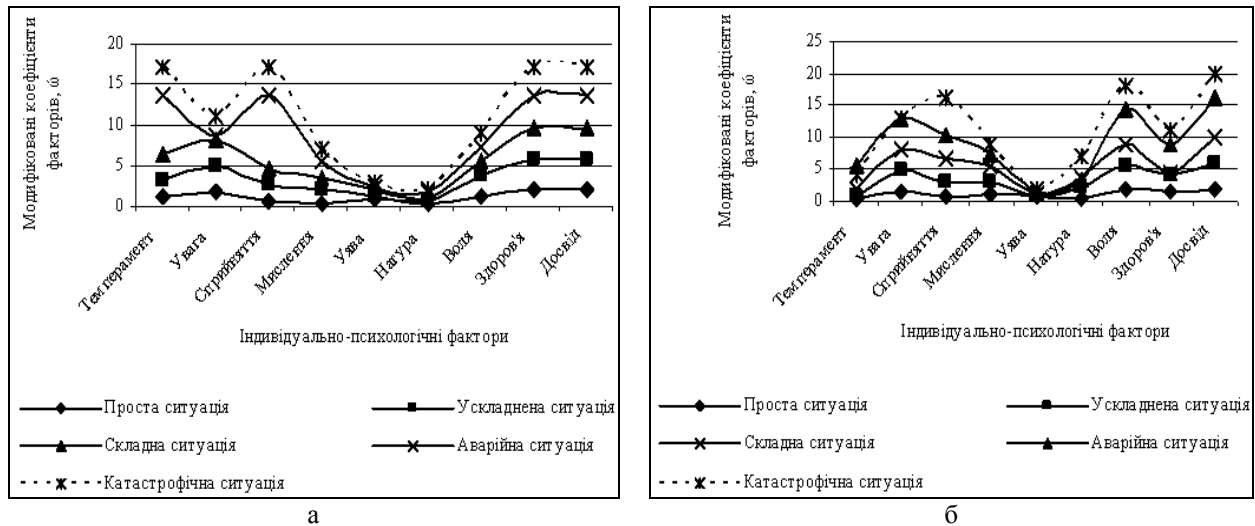 Модифіковані коефіцієнти
факторів, ώ
20
15
10
5
0
Темперамент
Увага
Сприйняття
Мислення
Уява
Натура
Воля
Здоров'я
Досвід
Індивідуально-психологічні фактори
Проста ситуація
Ускладнена ситуація
Складна ситуація
Аварійна ситуація
Катастрофічна ситуація
а
Модифіковані коефіцієнти
факторів, ώ
25
20
15
10
5
0
Темперамент
Увага
Сприйняття
Мислення
Уява
Натура
Воля
Здоров'я
Досвід
Індивідуально-психологічні фактори
Проста ситуація
Ускладнена ситуація
Складна ситуація
Аварійна ситуація
Катастрофічна ситуація
б